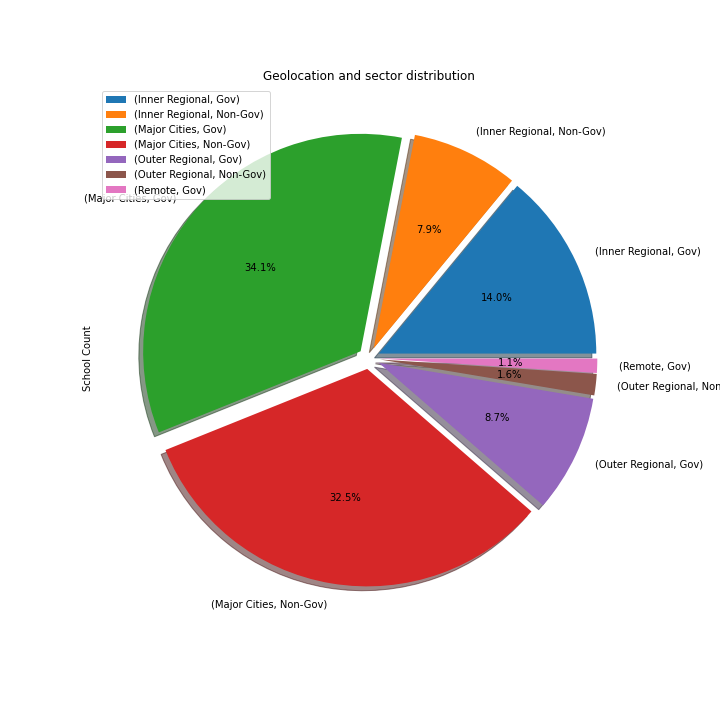 Geolocation and sector distribution
(Inner Regional, Gov)
(Inner Regional, Non-Gov)
(Major Cities, Gov)
(Major Cities, Non-Gov)
(Outer Regional, Gov)
(Outer Regional, Non-Gov)
(Remote, Gov)
(Inner Regional, Non-Gov)
(Major Cities, Gov)
7.9%
(Inner Regional, Gov)
34.1%
14.0%
School Count
1.1%
(Remote, Gov)
1.6%
(Outer Regional, Non
8.7%
(Outer Regional, Gov)
32.5%
(Major Cities, Non-Gov)